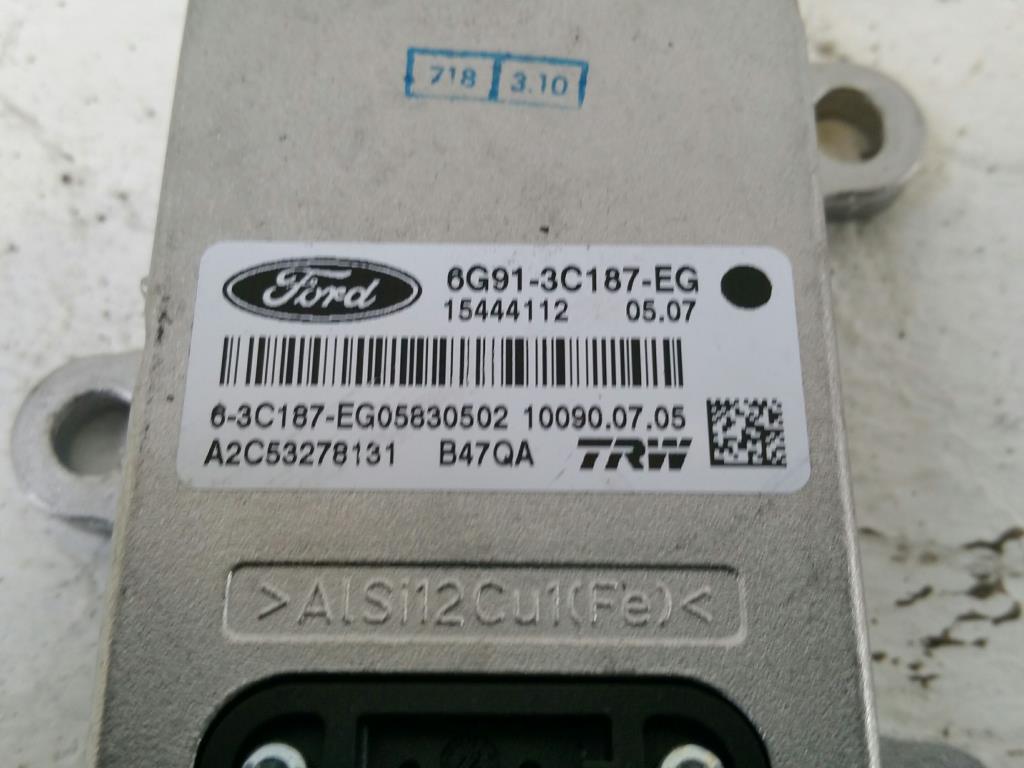 718 3.10
Ford 6G91-3C187-EG
15444112 05.07
6-3C187-EG05830502 10090.07.05
A2C53278131 B47QA TRW
>AlSi12Cu1(Fe)<